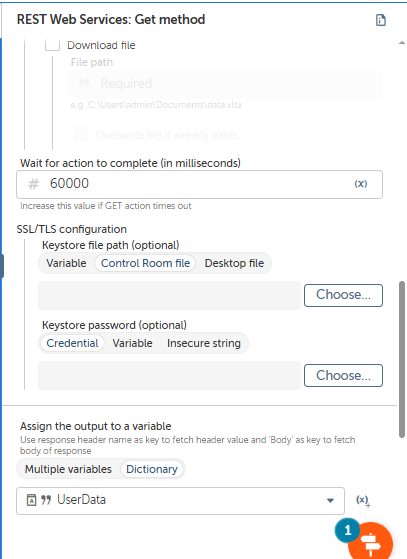 REST Web Services: Get method
Download file
File path
Required
e.g. C:\Users\admin\Documents\data.xlsx
Overwrite file if already exists
Wait for action to complete (in milliseconds)
# 60000 (x)
Increase this value if GET action times out
SSL/TLS configuration
Keystore file path (optional)
Variable Control Room file Desktop file
Choose...
Keystore password (optional)
Credential Variable Insecure string
Choose...
Assign the output to a variable
Use response header name as key to fetch header value and 'Body' as key to fetch
body of response
Multiple variables Dictionary
UserData (x)+
1